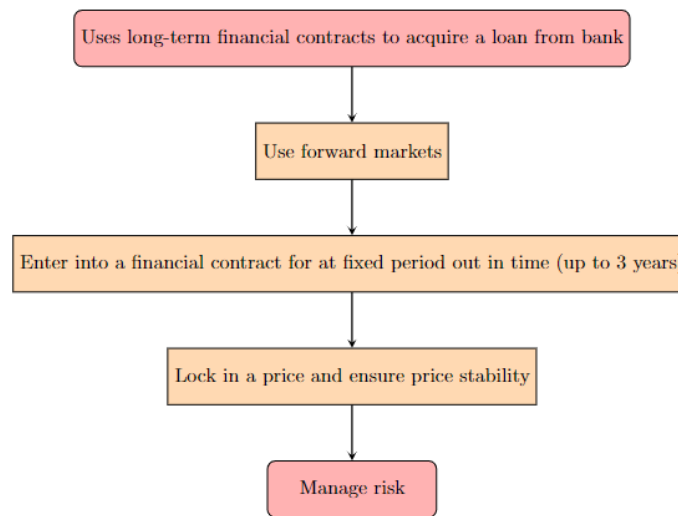 Uses long-term financial contracts to acquire a loan from bank
Use forward markets
Enter into a financial contract for at fixed period out in time (up to 3 years
Lock in a price and ensure price stability
Manage risk